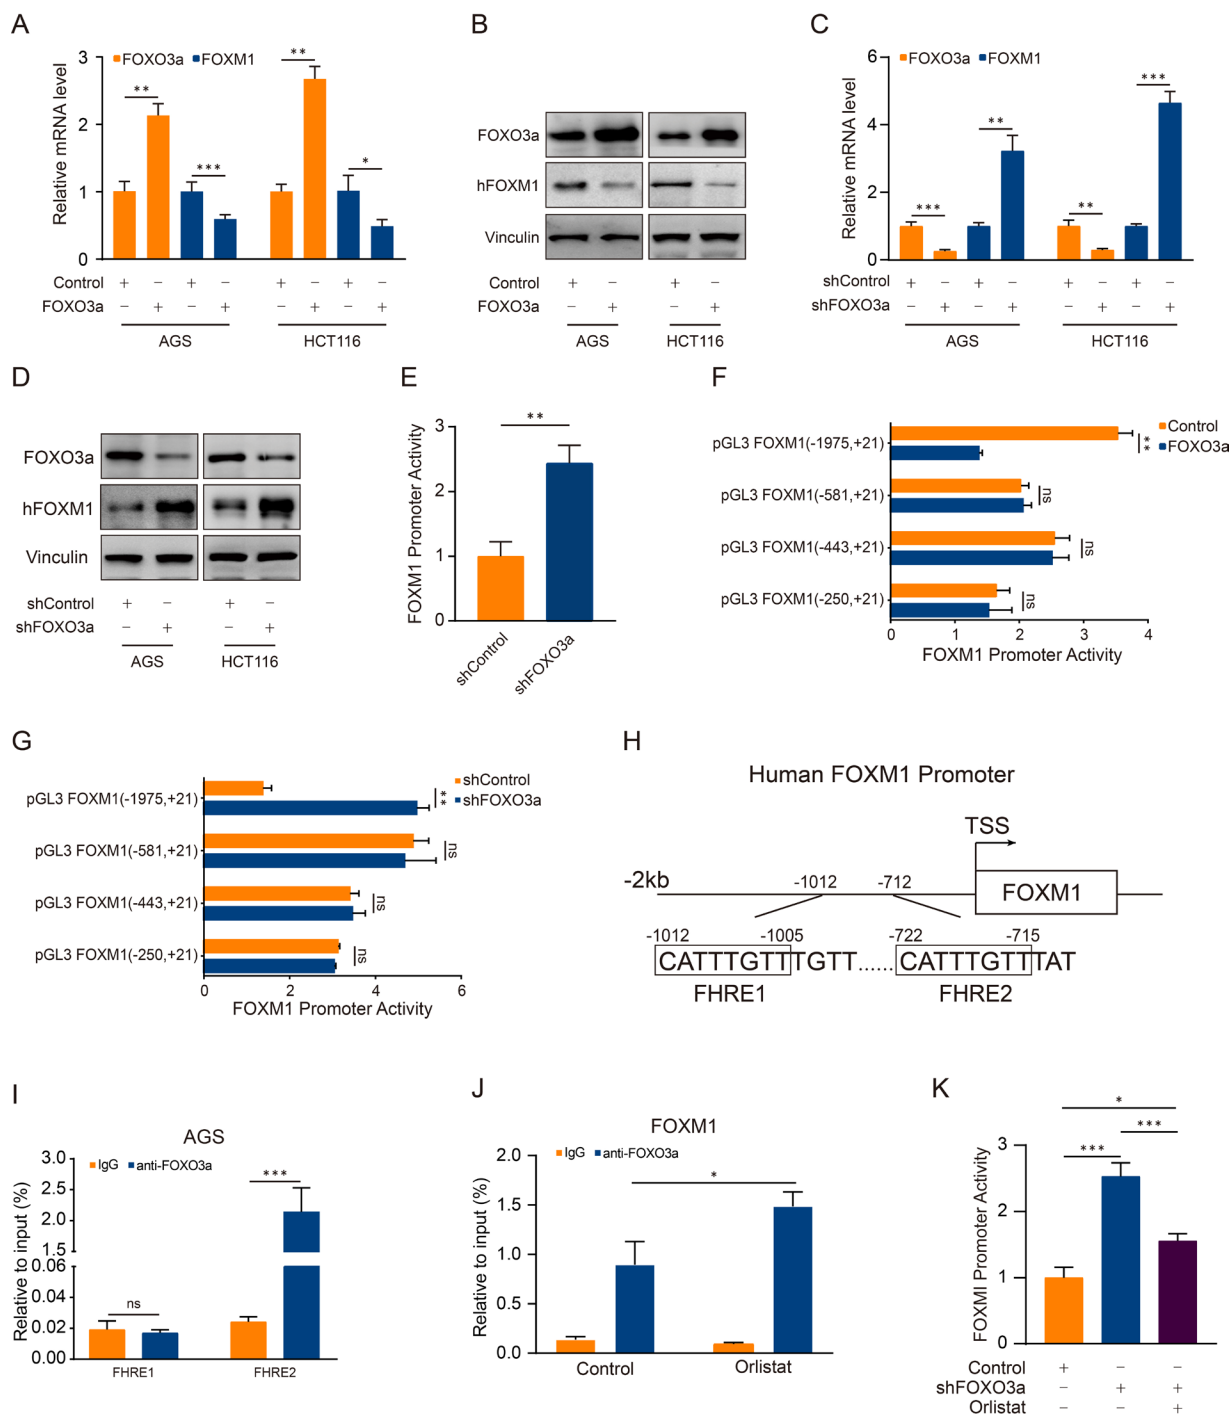 A
FOXO3a FOXM1
Relative mRNA level
3
2
1
0
** *** ** *
Control + − + − + − + −
FOXO3a − + − + − + − +
AGS HCT116
B
FOXO3a
hFOXM1
Vinculin
Control + − + −
FOXO3a − + − +
AGS HCT116
C
FOXO3a FOXM1
Relative mRNA level
6
4
2
0
*** ** ** ***
shControl + − + − + − + −
shFOXO3a − + − + − + − +
AGS HCT116
D
FOXO3a
hFOXM1
Vinculin
shControl + − + −
shFOXO3a − + − +
AGS HCT116
E
FOXM1 Promoter Activity
3
2
1
0
**
shControl shFOXO3a
F
Control
FOXO3a
pGL3 FOXM1(-1975,+21) **
pGL3 FOXM1(-581,+21) ns
pGL3 FOXM1(-443,+21) ns
pGL3 FOXM1(-250,+21) ns
0 1 2 3 4
FOXM1 Promoter Activity
G
shControl
shFOXO3a
pGL3 FOXM1(-1975,+21) **
pGL3 FOXM1(-581,+21) ns
pGL3 FOXM1(-443,+21) ns
pGL3 FOXM1(-250,+21) ns
0 2 4 6
FOXM1 Promoter Activity
H
Human FOXM1 Promoter
TSS
-2kb -1012 -712 FOXM1
-1012 -1005 -722 -715
CATTTGTTTGTT......CATTTGTTTAT
FHRE1 FHRE2
I
AGS
IgG anti-FOXO3a
Relative to input (%)
3.0
2.5
2.0
1.5
0.06
0.04
0.02
0.00
ns ***
FHRE1 FHRE2
J
FOXM1
IgG anti-FOXO3a
Relative to input (%)
2.0
1.5
1.0
0.5
0.0
*
Control Orlistat
K
FOXMI Promoter Activity
3
2
1
0
*
*** ***
Control + − −
shFOXO3a − + +
Orlistat − − +